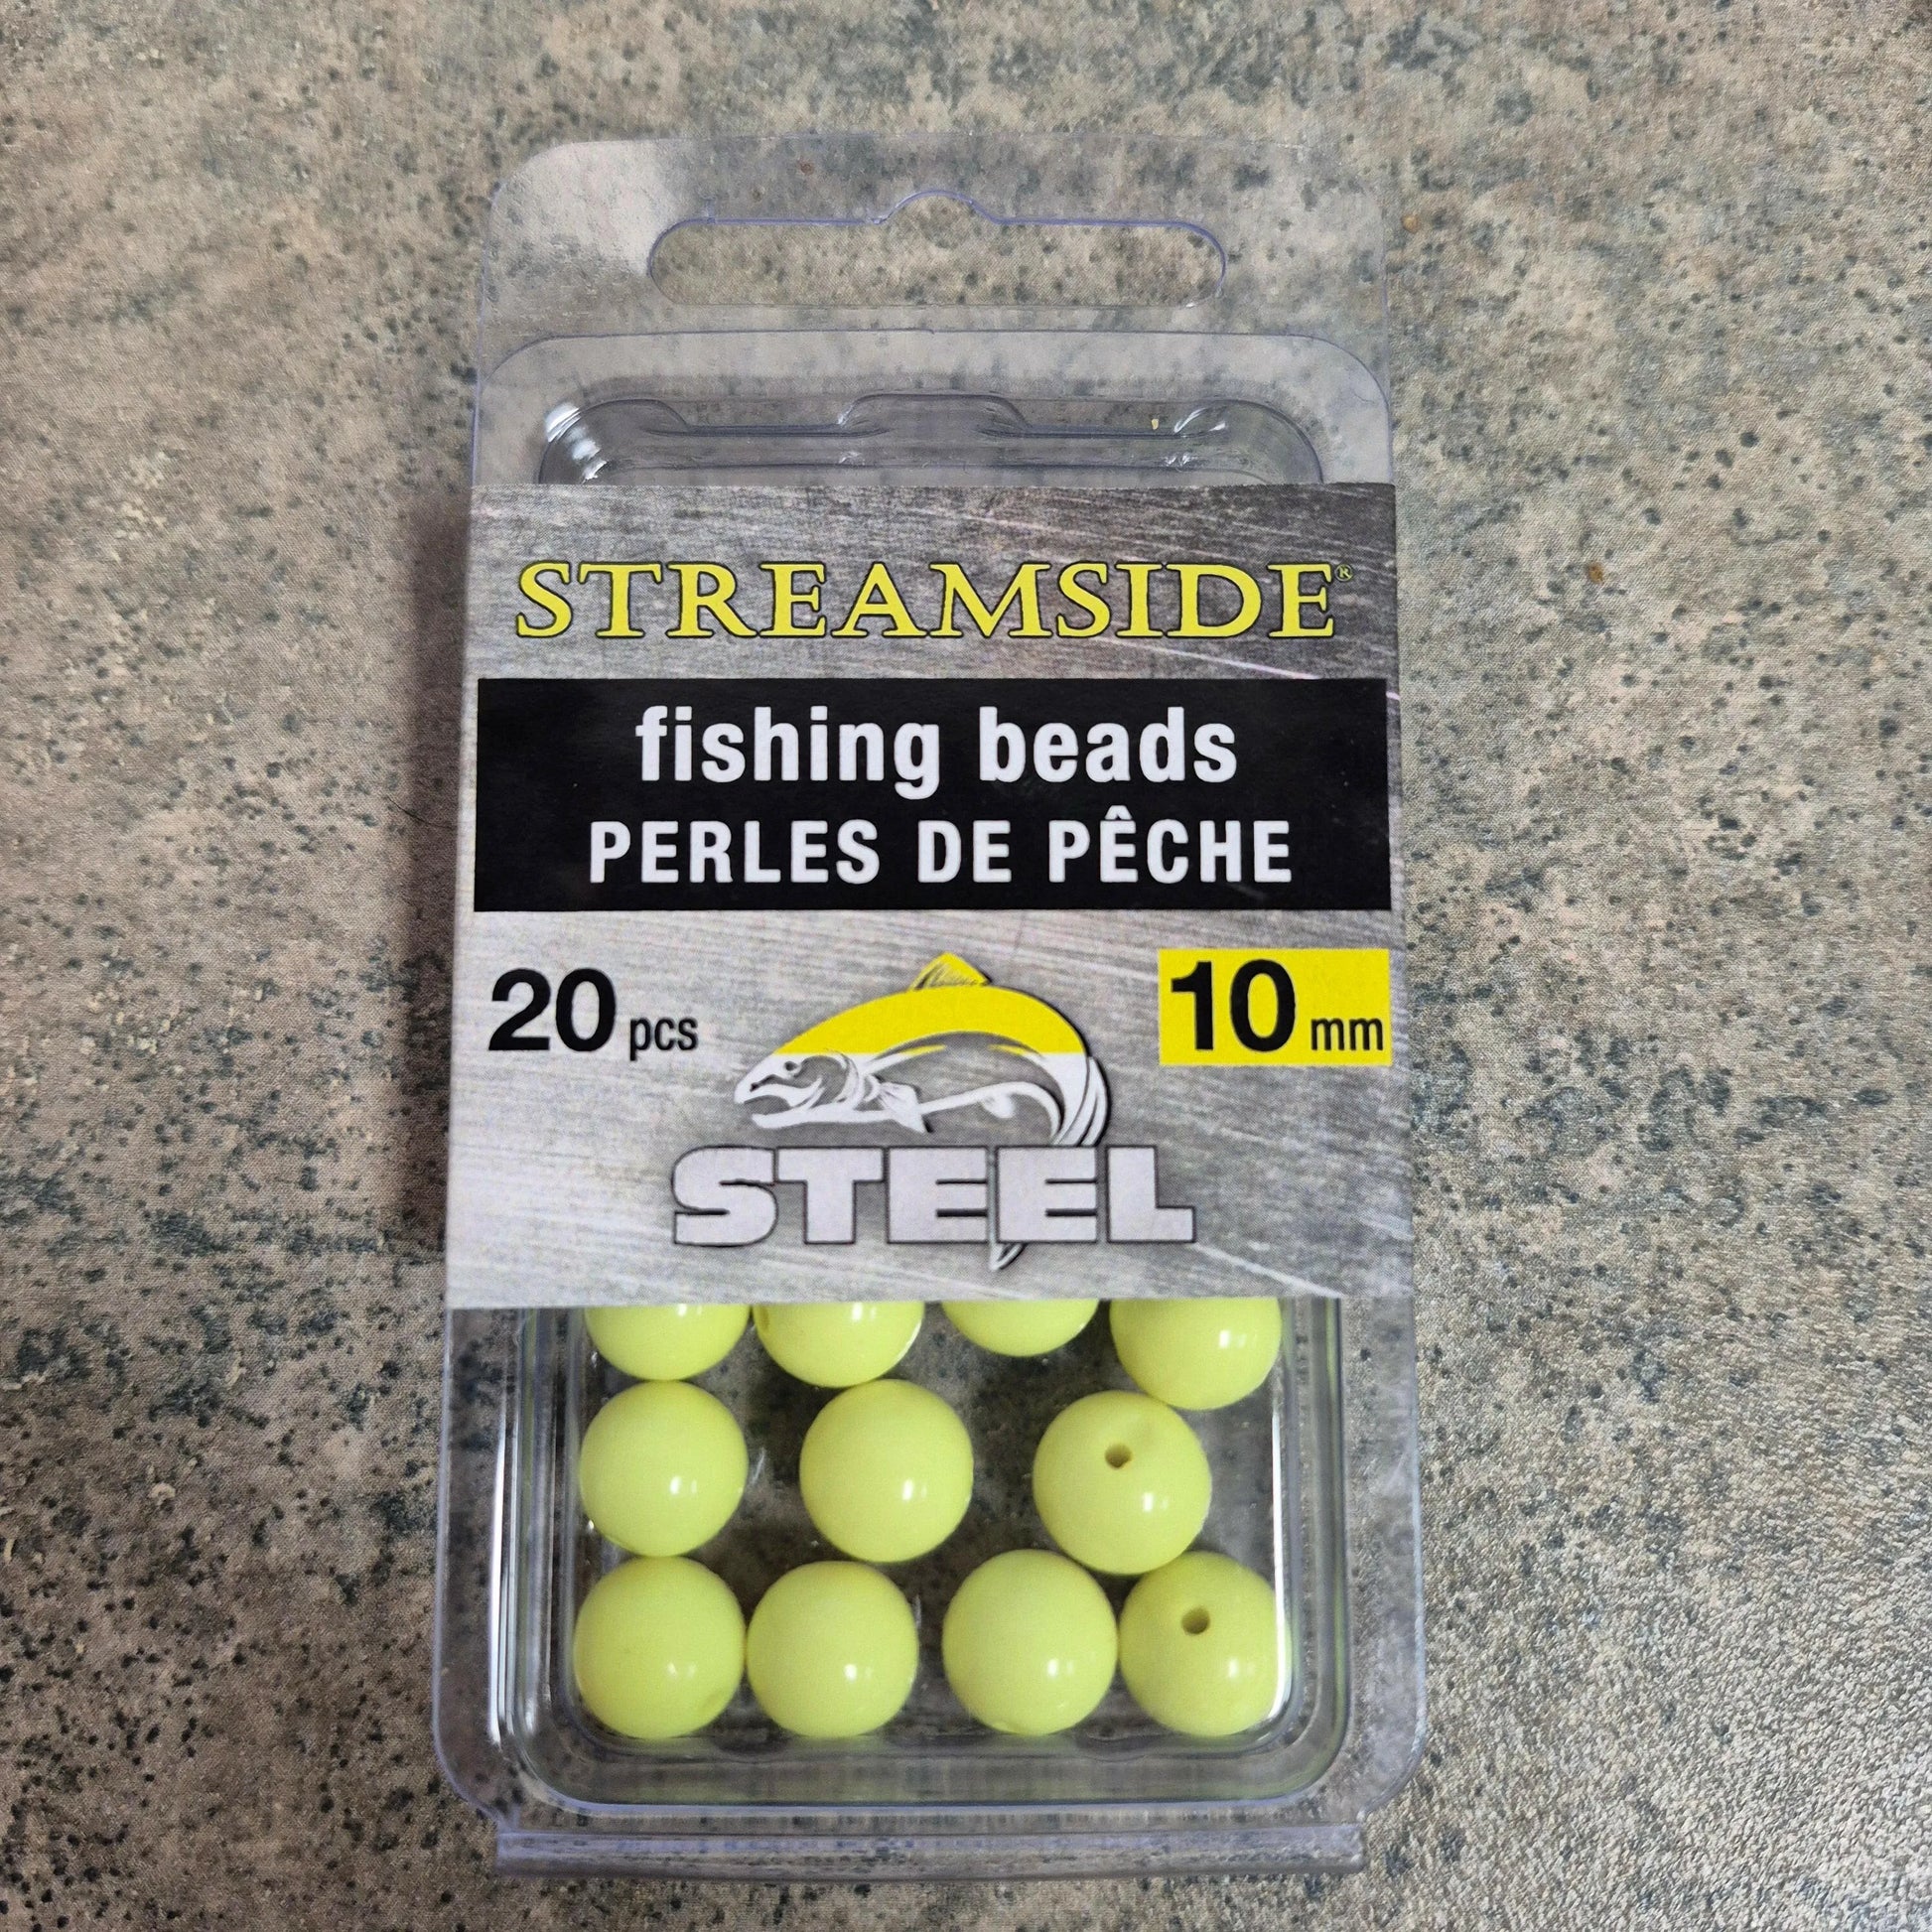 STREAMSIDE®
fishing beads
PERLES DE PÊCHE
20 pcs
10 mm
STEEL